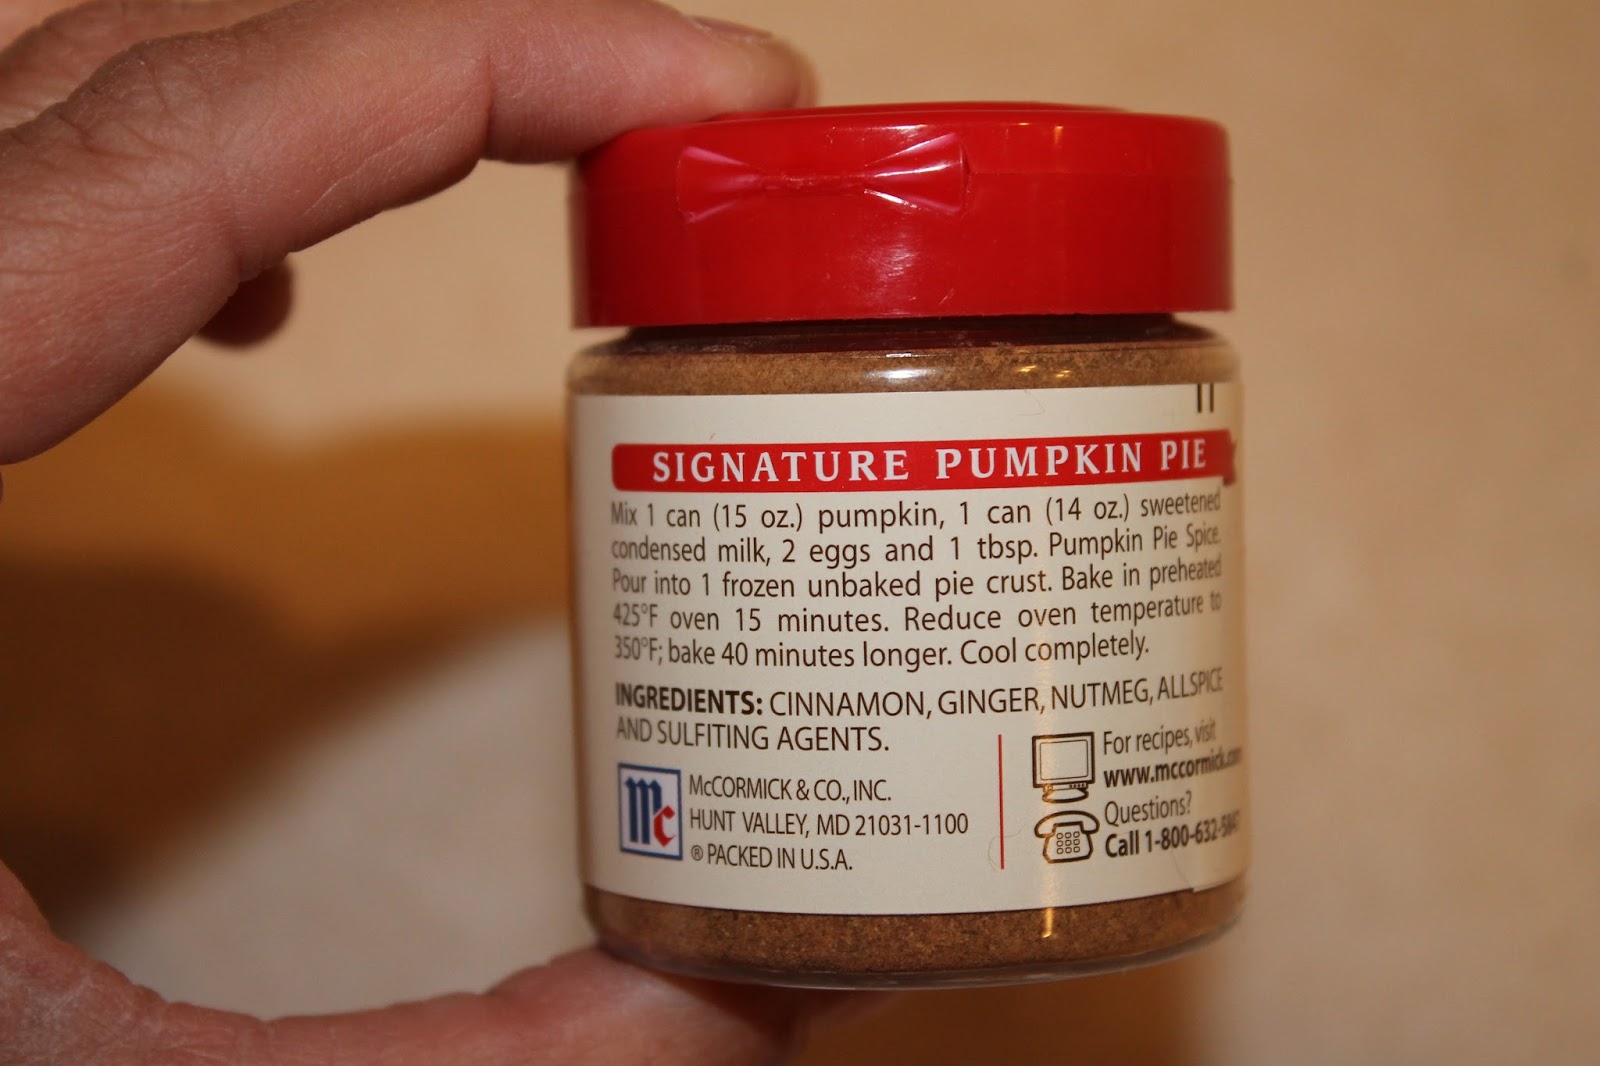 SIGNATURE PUMPKIN PIE
Mix 1 can (15 oz.) pumpkin, 1 can (14 oz.) sweetened
condensed milk, 2 eggs and 1 tbsp. Pumpkin Pie Spice.
Pour into 1 frozen unbaked pie crust. Bake in preheated
425°F oven 15 minutes. Reduce oven temperature to
350°F; bake 40 minutes longer. Cool completely.
INGREDIENTS: CINNAMON, GINGER, NUTMEG, ALLSPICE
AND SULFITING AGENTS.
Mc
McCORMICK & CO., INC.
HUNT VALLEY, MD 21031-1100
® PACKED IN U.S.A.
For recipes, visit
www.mccormick.com
Questions?
Call 1-800-632-